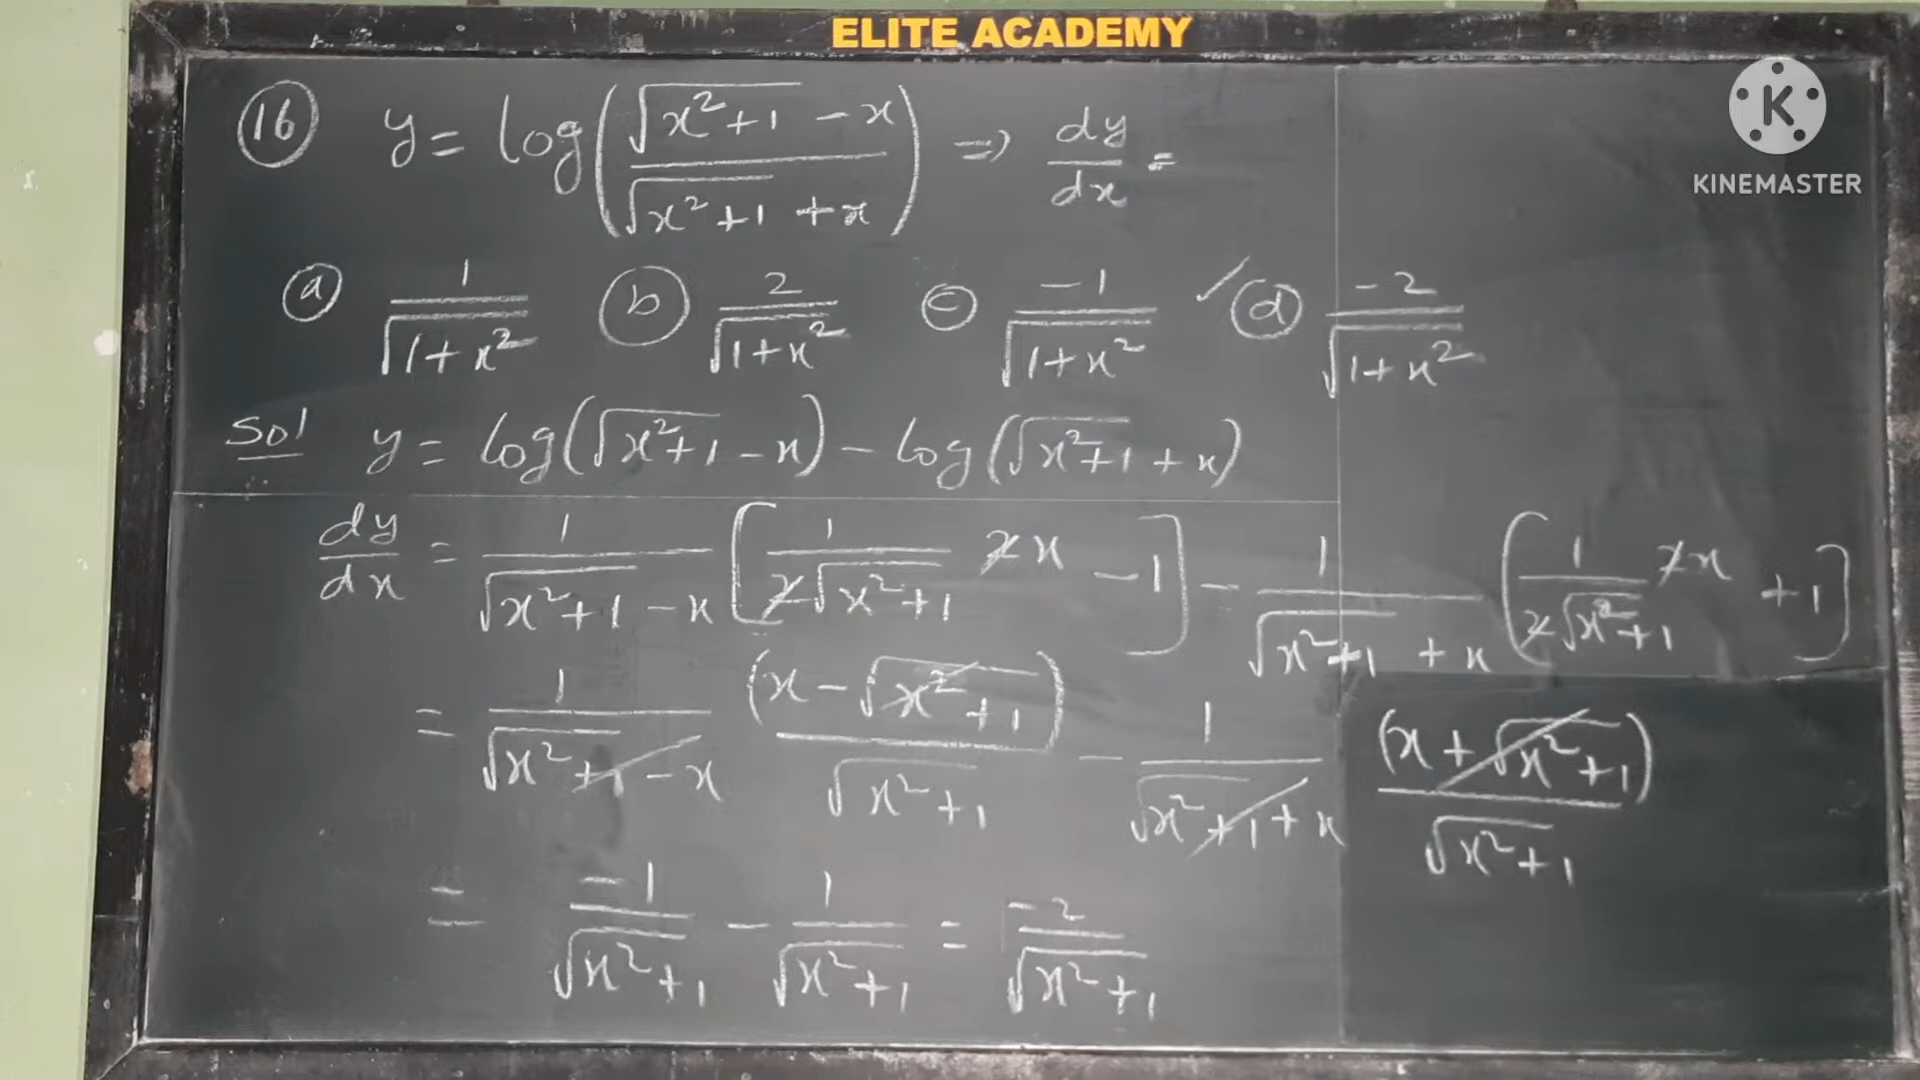 ELITE ACADEMY
K
KINEMASTER
(16) y = log((√(x²+1) - x)/(√(x²+1) + x)) ⇒ dy/dx =
(a) 1/√(1+x²) (b) 2/√(1+x²) (c) -1/√(1+x²) ✓(d) -2/√(1+x²)
Sol y = log(√(x²+1) - x) - log(√(x²+1) + x)
dy/dx = 1/(√(x²+1) - x) [1/(2√(x²+1)) 2x - 1] - 1/(√(x²+1) + x) [1/(2√(x²+1)) 2x + 1]
= 1/(√(x²+1) - x) (x - √(x²+1))/√(x²+1) - 1/(√(x²+1) + x) (x + √(x²+1))/√(x²+1)
= -1/√(x²+1) - 1/√(x²+1) = -2/√(x²+1)